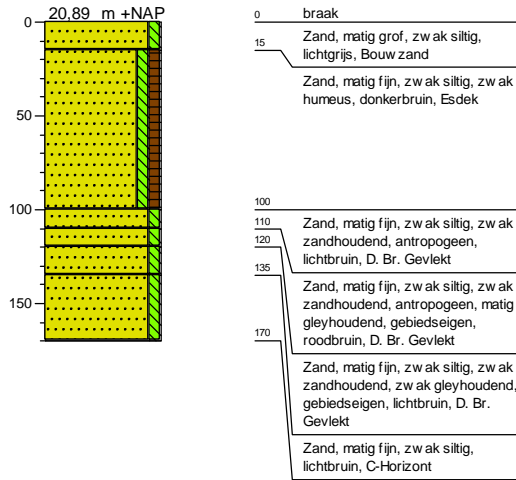 20,89 m +NAP
0
50
100
150
0
braak
15
Zand, matig grof, zwak siltig,
lichtgrijs, Bouwzand
Zand, matig fijn, zwak siltig, zwak
humeus, donkerbruin, Esdek
100
110
Zand, matig fijn, zwak siltig, zwak
zandhoudend, antropogeen,
lichtbruin, D. Br. Gevlekt
120
135
Zand, matig fijn, zwak siltig, zwak
zandhoudend, antropogeen, matig
gleyhoudend, gebiedseigen,
roodbruin, D. Br. Gevlekt
170
Zand, matig fijn, zwak siltig, zwak
zandhoudend, zwak gleyhoudend,
gebiedseigen, lichtbruin, D. Br.
Gevlekt
Zand, matig fijn, zwak siltig,
lichtbruin, C-Horizont